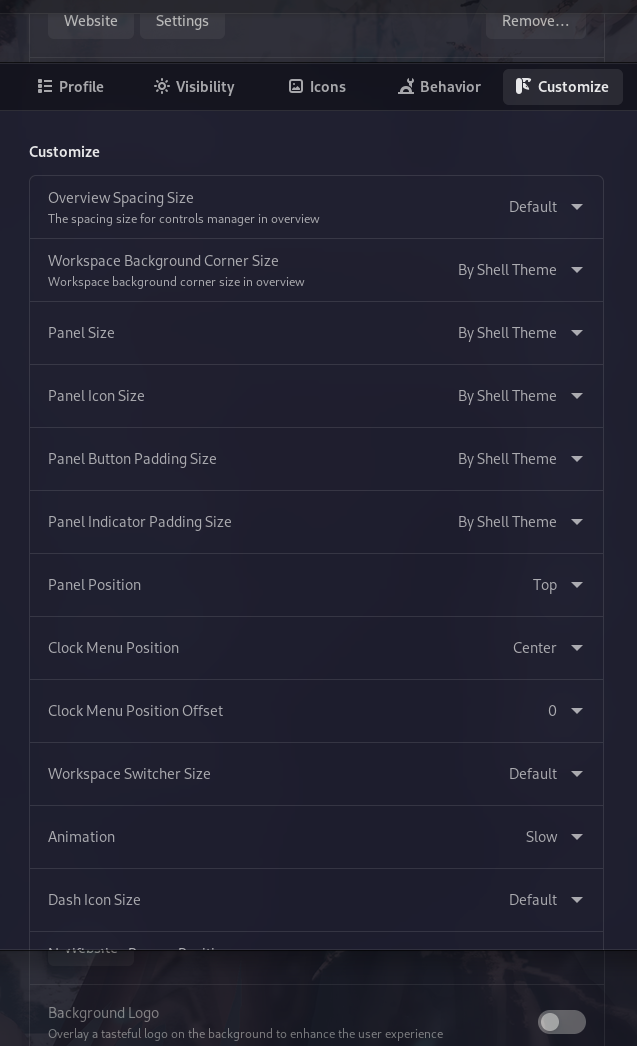 Website Settings Remove...
Profile Visibility Icons Behavior Customize
Customize
Overview Spacing Size Default
The spacing size for controls manager in overview
Workspace Background Corner Size By Shell Theme
Workspace background corner size in overview
Panel Size By Shell Theme
Panel Icon Size By Shell Theme
Panel Button Padding Size By Shell Theme
Panel Indicator Padding Size By Shell Theme
Panel Position Top
Clock Menu Position Center
Clock Menu Position Offset 0
Workspace Switcher Size Default
Animation Slow
Dash Icon Size Default
Background Logo
Overlay a tasteful logo on the background to enhance the user experience